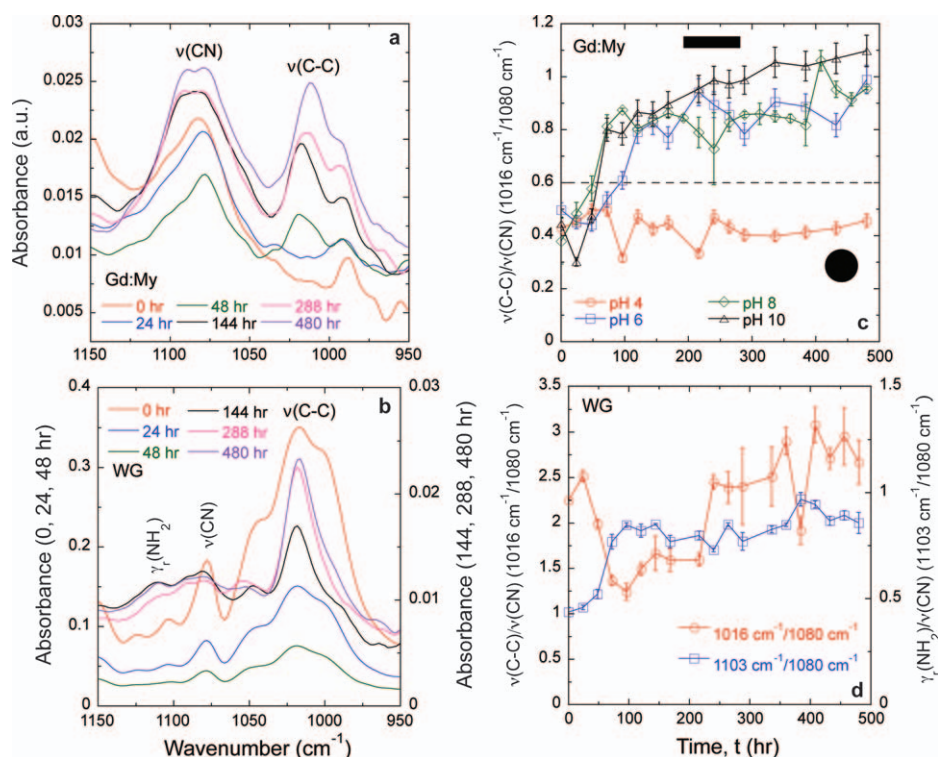 a
ν(CN)
ν(C-C)
Absorbance (a.u.)
0.03
0.025
0.02
0.015
0.01
0.005
Gd:My
0 hr
48 hr
288 hr
24 hr
144 hr
480 hr
1150
1100
1050
1000
950
Gd:My
ν(C-C)/ν(CN) (1016 cm⁻¹/1080 cm⁻¹)
1.2
1
0.8
0.6
0.4
0.2
0
pH 4
pH 8
pH 6
pH 10
c
0
100
200
300
400
500
b
0 hr
144 hr
24 hr
288 hr
48 hr
480 hr
WG
ν(C-C)
γr(NH2)
ν(CN)
Absorbance (0, 24, 48 hr)
0.4
0.3
0.2
0.1
0
Absorbance (144, 288, 480 hr)
0.03
0.02
0.01
0
1150
1100
1050
1000
950
Wavenumber (cm⁻¹)
WG
ν(C-C)/ν(CN) (1016 cm⁻¹/1080 cm⁻¹)
3.5
3
2.5
2
1.5
1
0.5
0
γr(NH2)/ν(CN) (1103 cm⁻¹/1080 cm⁻¹)
1.5
1
0.5
0
1016 cm⁻¹/1080 cm⁻¹
1103 cm⁻¹/1080 cm⁻¹
d
0
100
200
300
400
500
Time, t (hr)